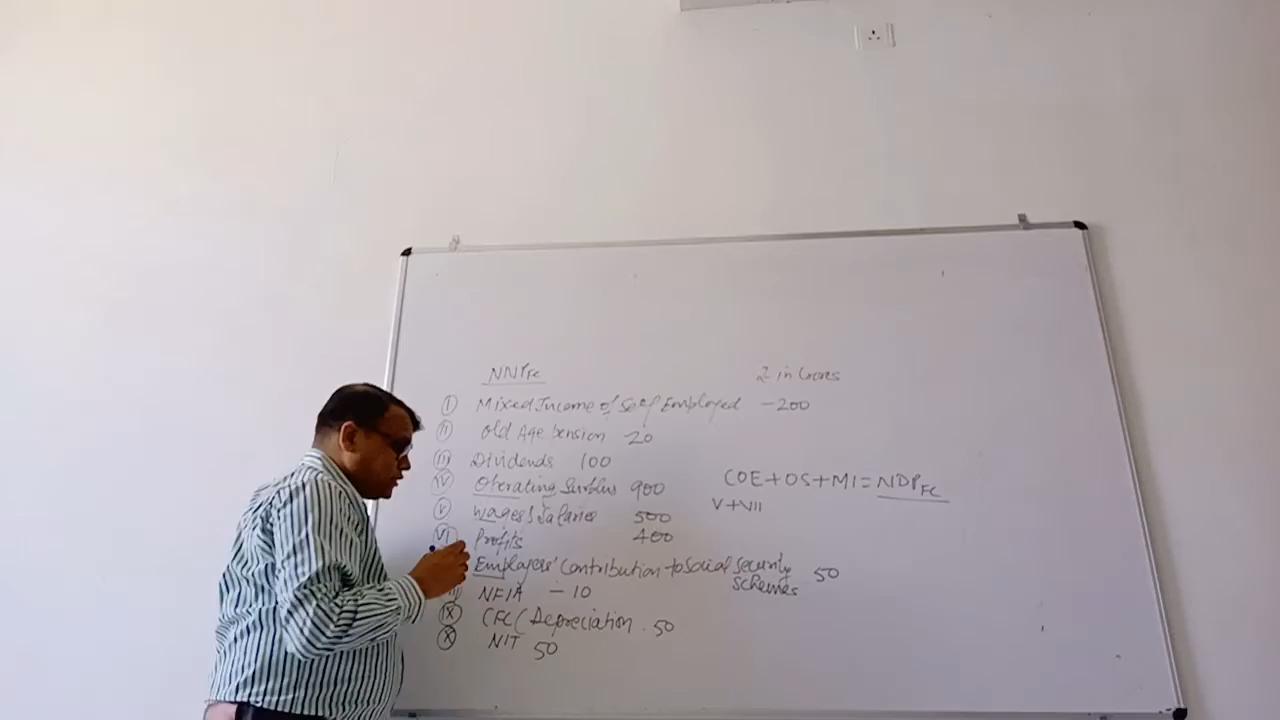 NNPFC
₹ in Crores
(I) Mixed Income of Self Employed – 200
(II) Old Age Pension 20
(III) Dividends 100
(IV) Operating Surplus 900
COE + OS + MI = NDPFC
V + VII
(V) Wages & Salaries 500
(VI) Profits 400
Employers' Contribution to Social Security Schemes 50
NFIA – 10
(IX) CFC (Depreciation 50
(X) NIT 50